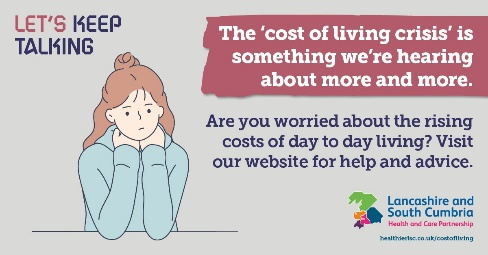 LET'S KEEP
TALKING
The 'cost of living crisis' is
something we're hearing
about more and more.
Are you worried about the rising
costs of day to day living? Visit
our website for help and advice.
Lancashire and
South Cumbria
Health and Care Partnership
healthierlsc.co.uk/costofliving